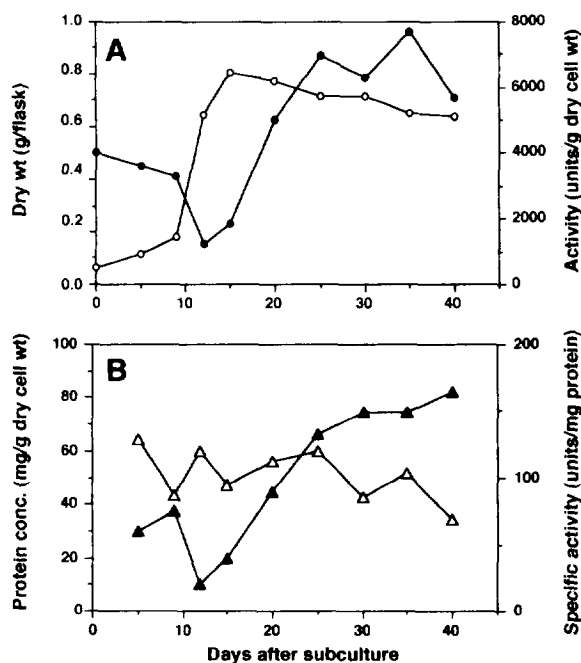 A
Dry wt (g/flask)
1.0
0.8
0.6
0.4
0.2
0.0
Activity (units/g dry cell wt)
8000
6000
4000
2000
0
0 10 20 30 40 50
B
Protein conc. (mg/g dry cell wt)
100
80
60
40
20
0
Specific activity (units/mg protein)
200
100
0
0 10 20 30 40 50
Days after subculture